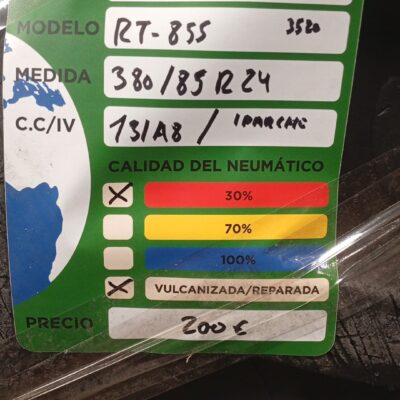 MODELO RT-855 3520
MEDIDA 380/85 R24
C.C/IV 131A8 / 1PARCHE
CALIDAD DEL NEUMÁTICO
X 30%
70%
100%
X VULCANIZADA/REPARADA
PRECIO 200€